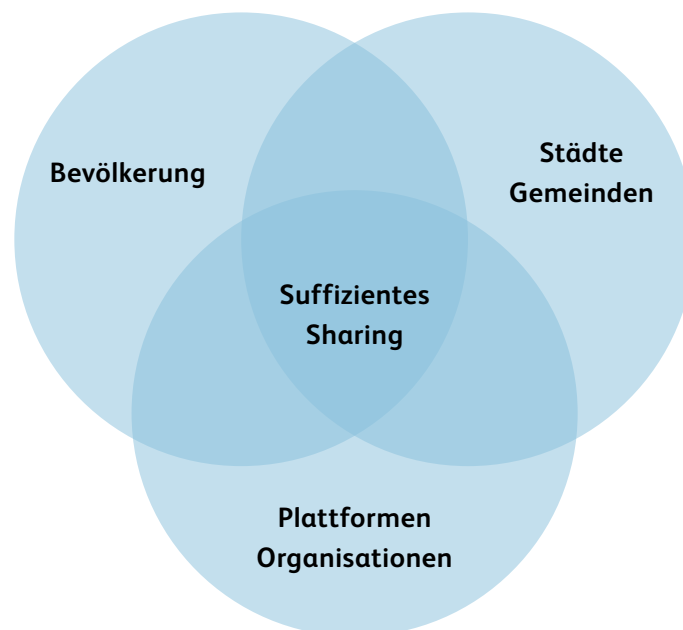 Bevölkerung
Städte
Gemeinden
Suffizientes
Sharing
Plattformen
Organisationen